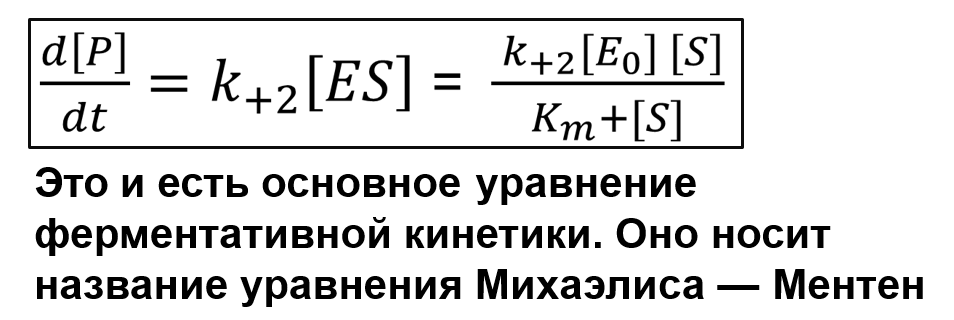 d[P]/dt = k₊₂[ES] = k₊₂[E₀] [S]/Kₘ+[S]
Это и есть основное уравнение
ферментативной кинетики. Оно носит
название уравнения Михаэлиса — Ментен